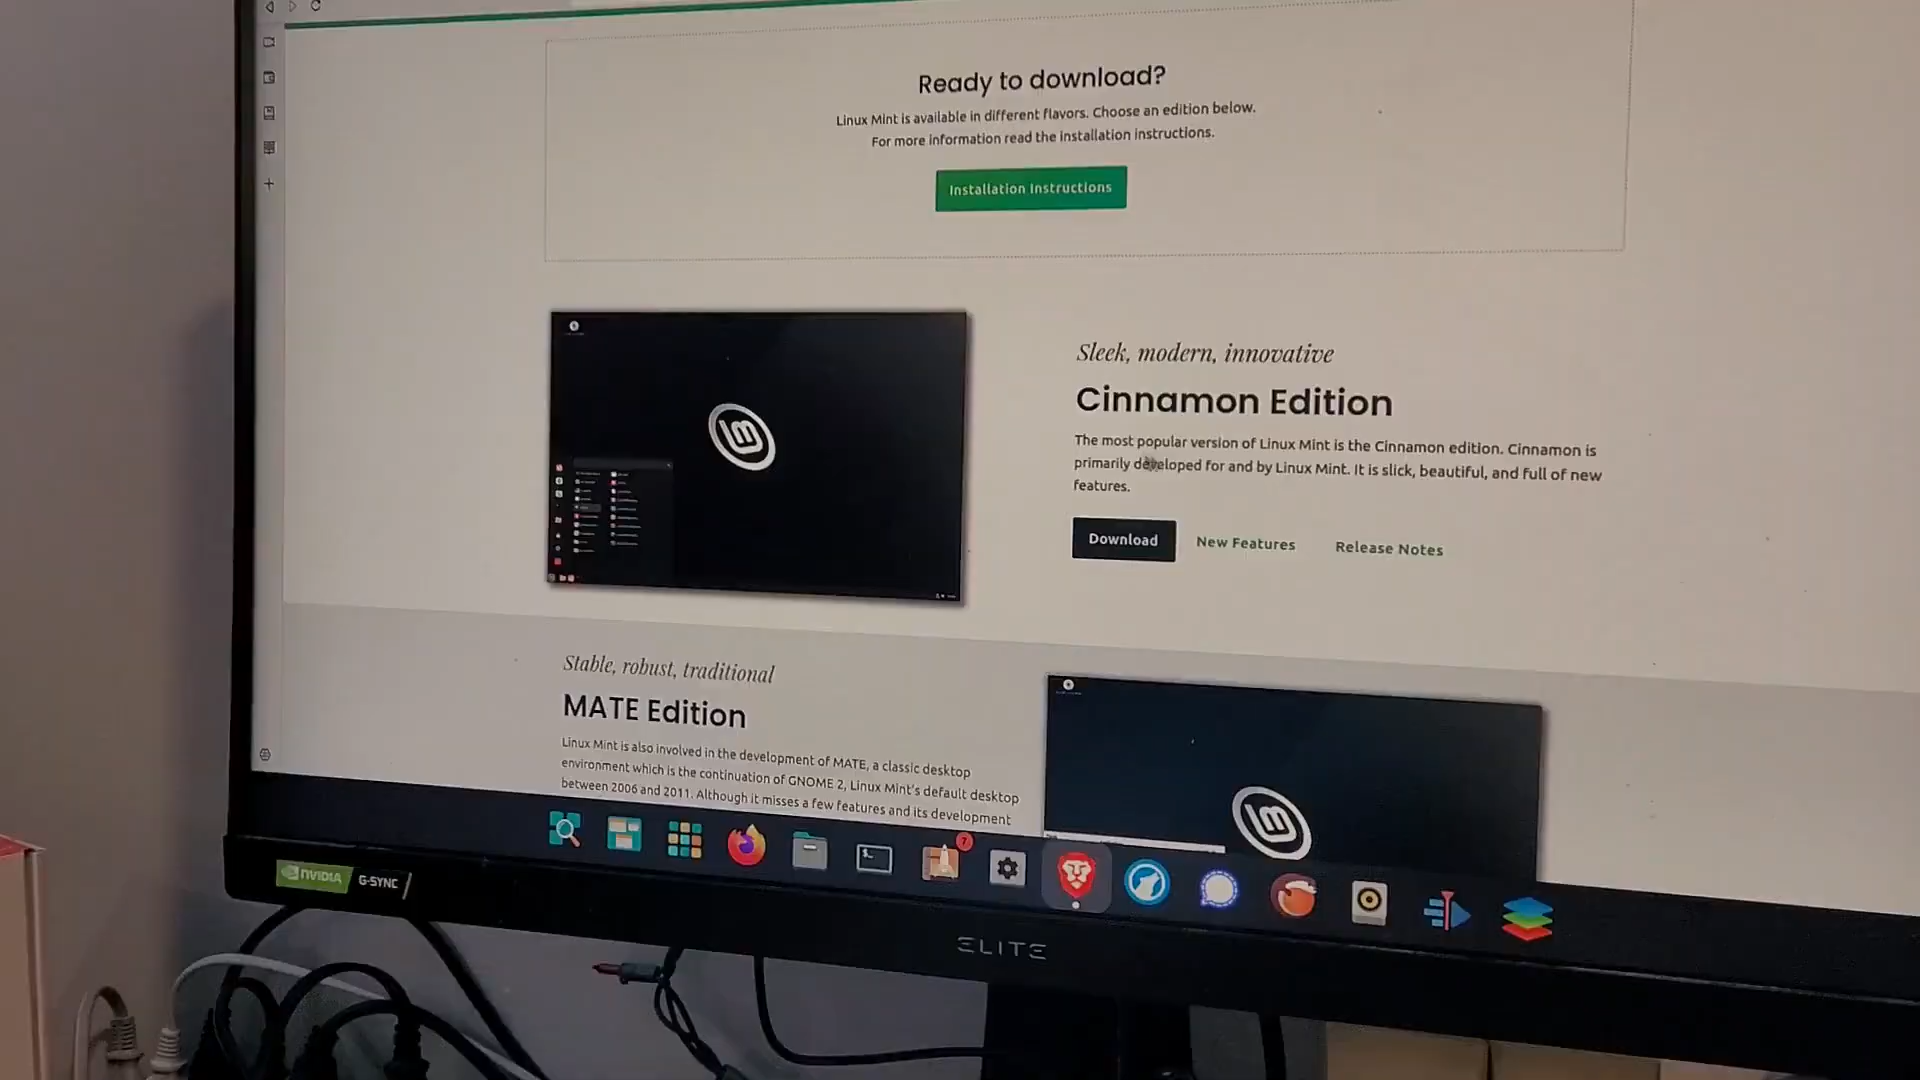 Ready to download?
Linux Mint is available in different flavors. Choose an edition below.
For more information read the installation instructions.
Installation Instructions
Sleek, modern, innovative
Cinnamon Edition
The most popular version of Linux Mint is the Cinnamon edition. Cinnamon is
primarily developed for and by Linux Mint. It is slick, beautiful, and full of new
features.
Download
New Features
Release Notes
Stable, robust, traditional
MATE Edition
Linux Mint is also involved in the development of MATE, a classic desktop
environment which is the continuation of GNOME 2, Linux Mint's default desktop
between 2006 and 2011. Although it misses a few features and its development
7
NVIDIA
G-SYNC
ELITE